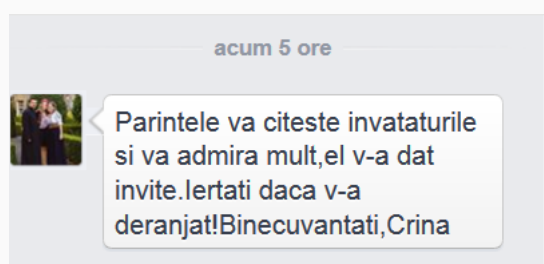 acum 5 ore
Parintele va citeste invataturile
si va admira mult,el v-a dat
invite.Iertati daca v-a
deranjat!Binecuvantati,Crina